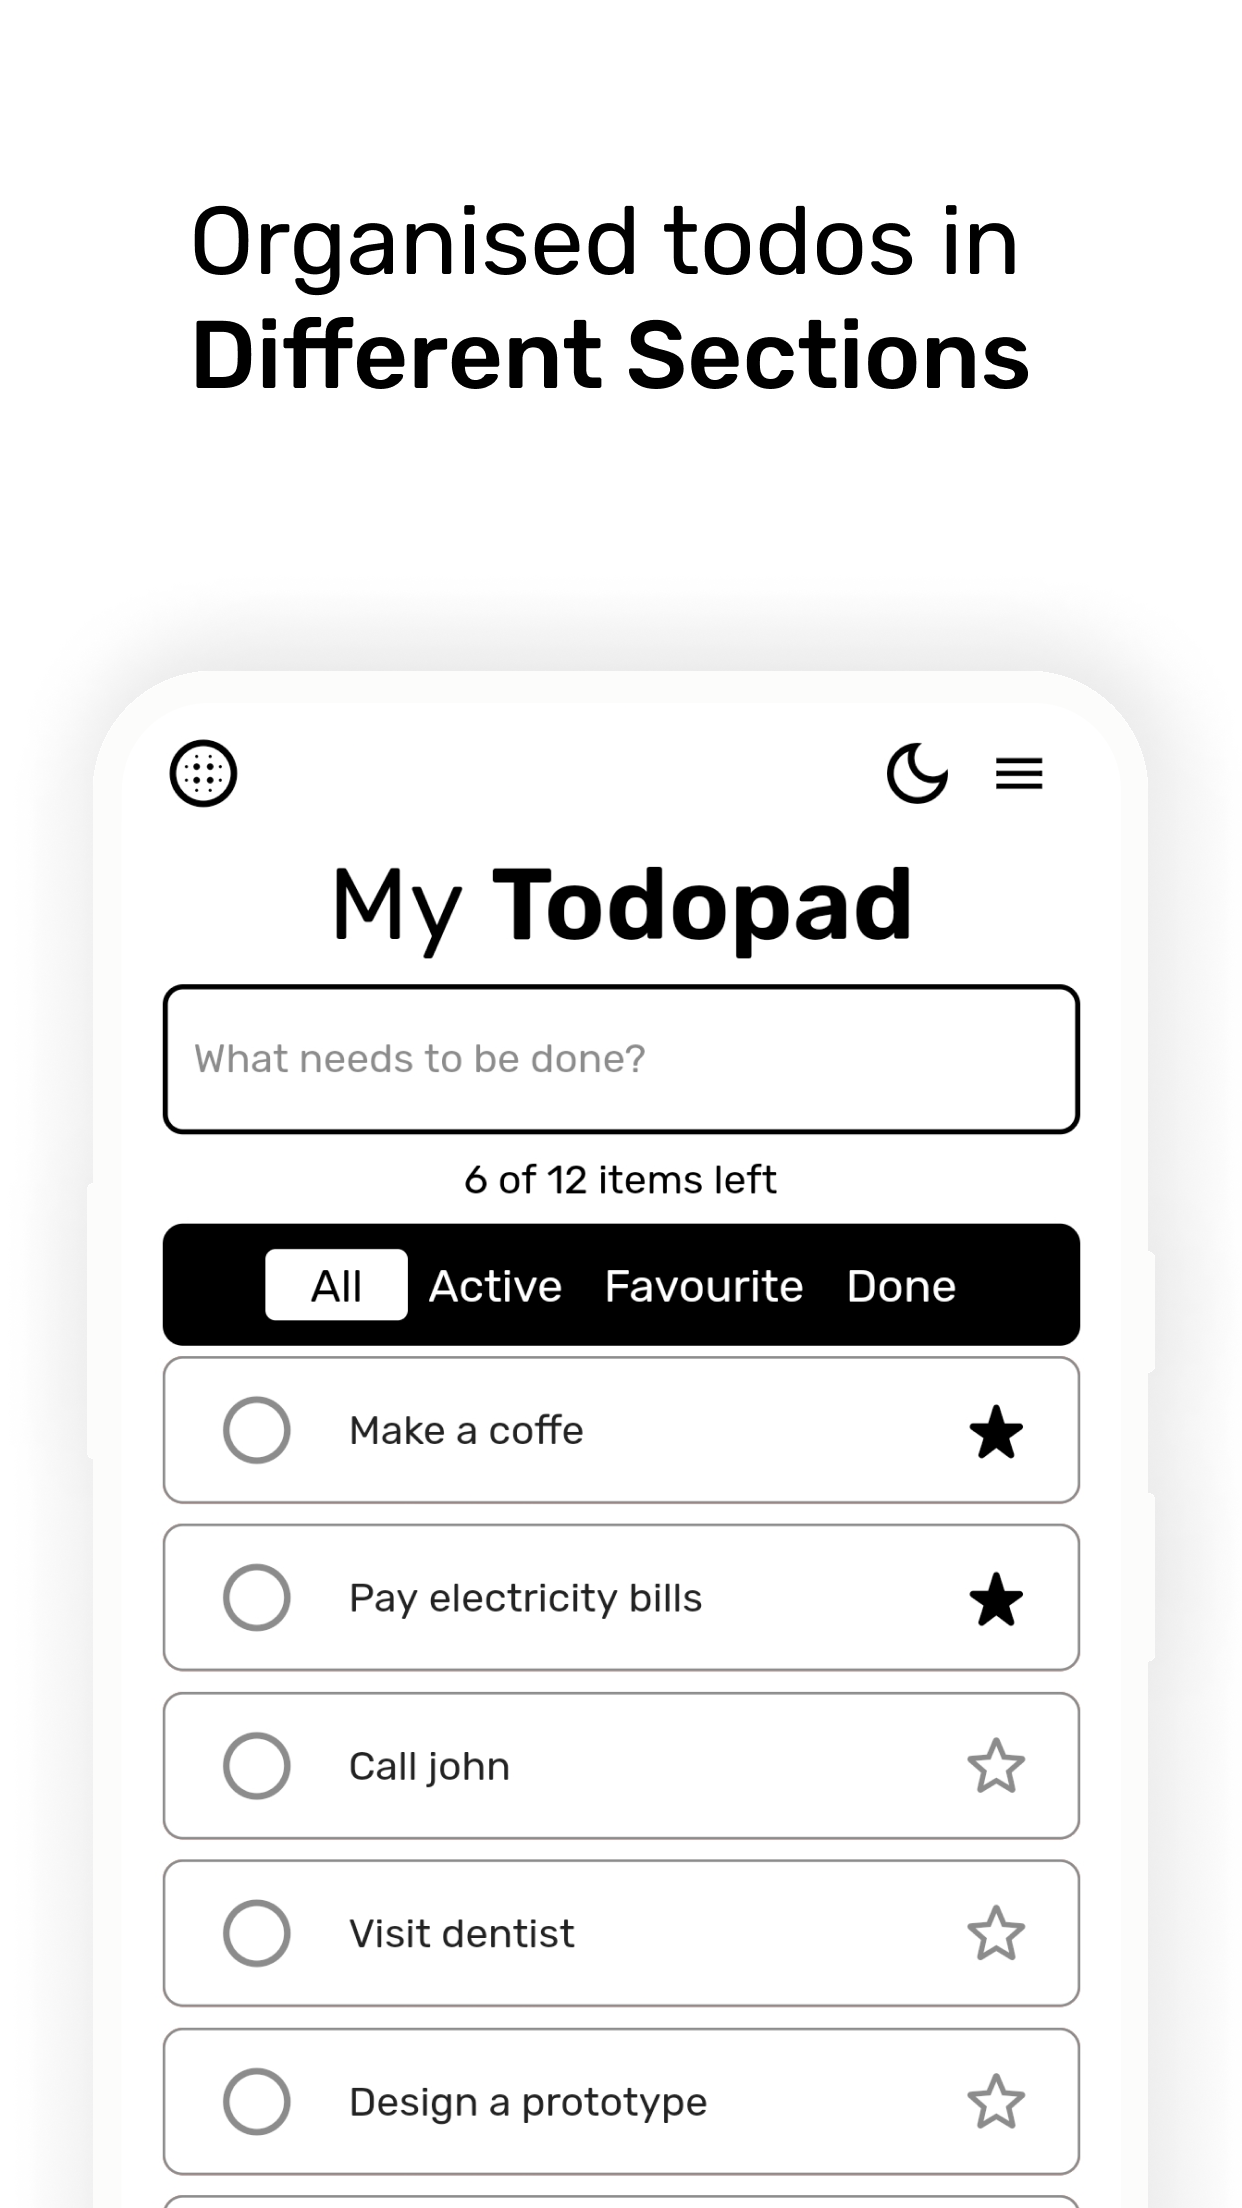 Organised todos in
Different Sections
My Todopad
What needs to be done?
6 of 12 items left
All Active Favourite Done
Make a coffe
Pay electricity bills
Call john
Visit dentist
Design a prototype